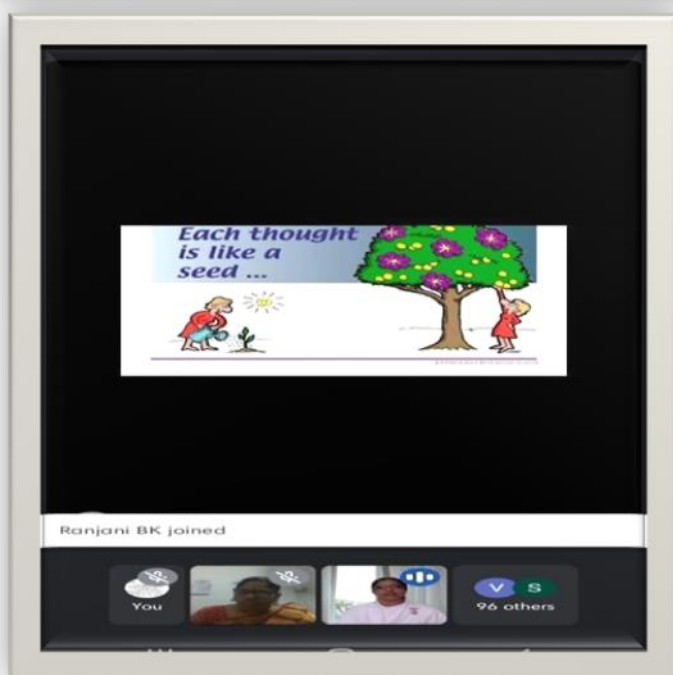 Each thought
is like a
seed ...
Ranjani BK joined
You
V S
96 others